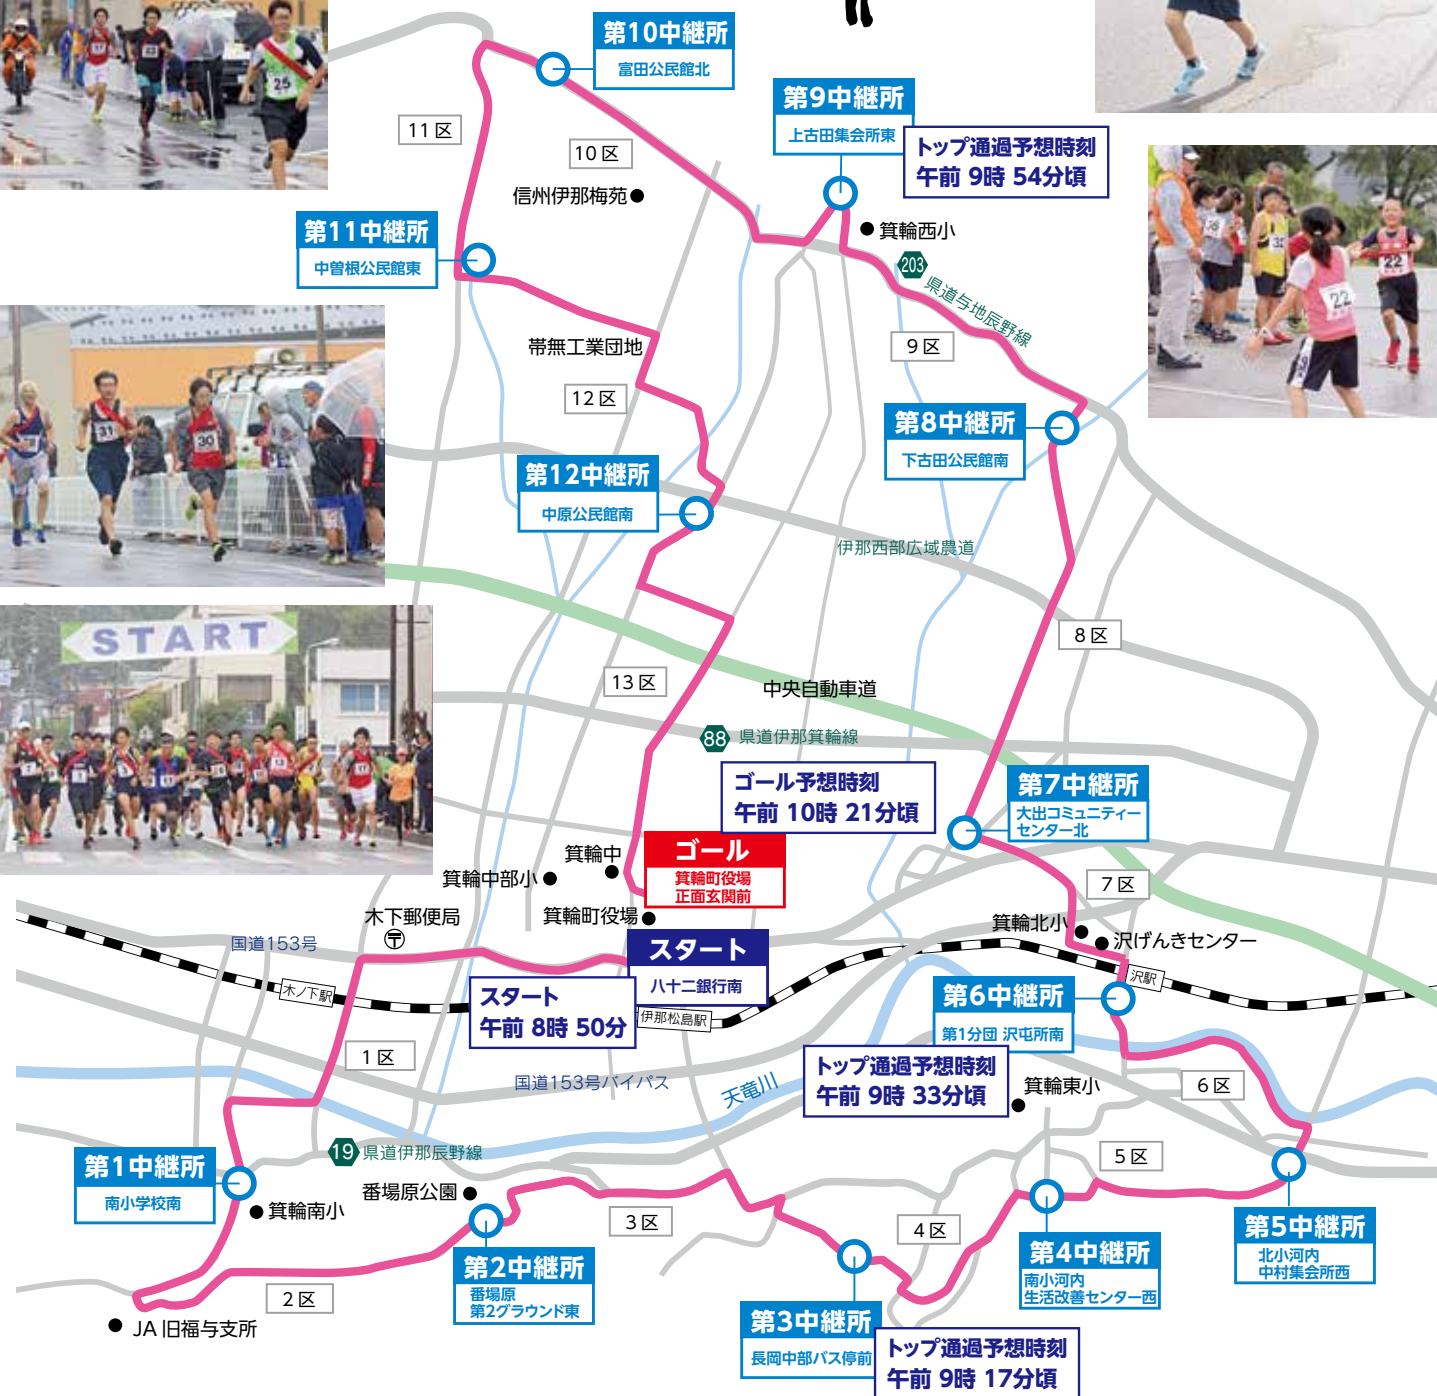 第10中継所
富田公民館北
第9中継所
上古田集会所東
トップ通過予想時刻
午前 9時 54分頃
11区
10区
信州伊那梅苑
箕輪西小
203
県道与地辰野線
第11中継所
中曽根公民館東
帯無工業団地
9区
12区
第8中継所
下古田公民館南
第12中継所
中原公民館南
伊那西部広域農道
8区
13区
中央自動車道
88
県道伊那箕輪線
ゴール予想時刻
午前 10時 21分頃
第7中継所
大出コミュニティー
センター北
ゴール
箕輪町役場
正面玄関前
箕輪中
箕輪中部小
箕輪町役場
7区
箕輪北小
沢げんきセンター
木下郵便局
国道153号
スタート
八十二銀行南
木ノ下駅
スタート
午前 8時 50分
伊那松島駅
沢駅
第6中継所
第1分団 沢屯所南
トップ通過予想時刻
午前 9時 33分頃
1区
国道153号バイパス
天竜川
箕輪東小
6区
19
県道伊那辰野線
5区
第1中継所
南小学校南
箕輪南小
番場原公園
3区
4区
第2中継所
番場原
第2グラウンド東
第4中継所
南小河内
生活改善センター西
第5中継所
北小河内
中村集会所西
2区
JA 旧福与支所
第3中継所
長岡中部バス停前
トップ通過予想時刻
午前 9時 17分頃
START
25
31
30
22
22